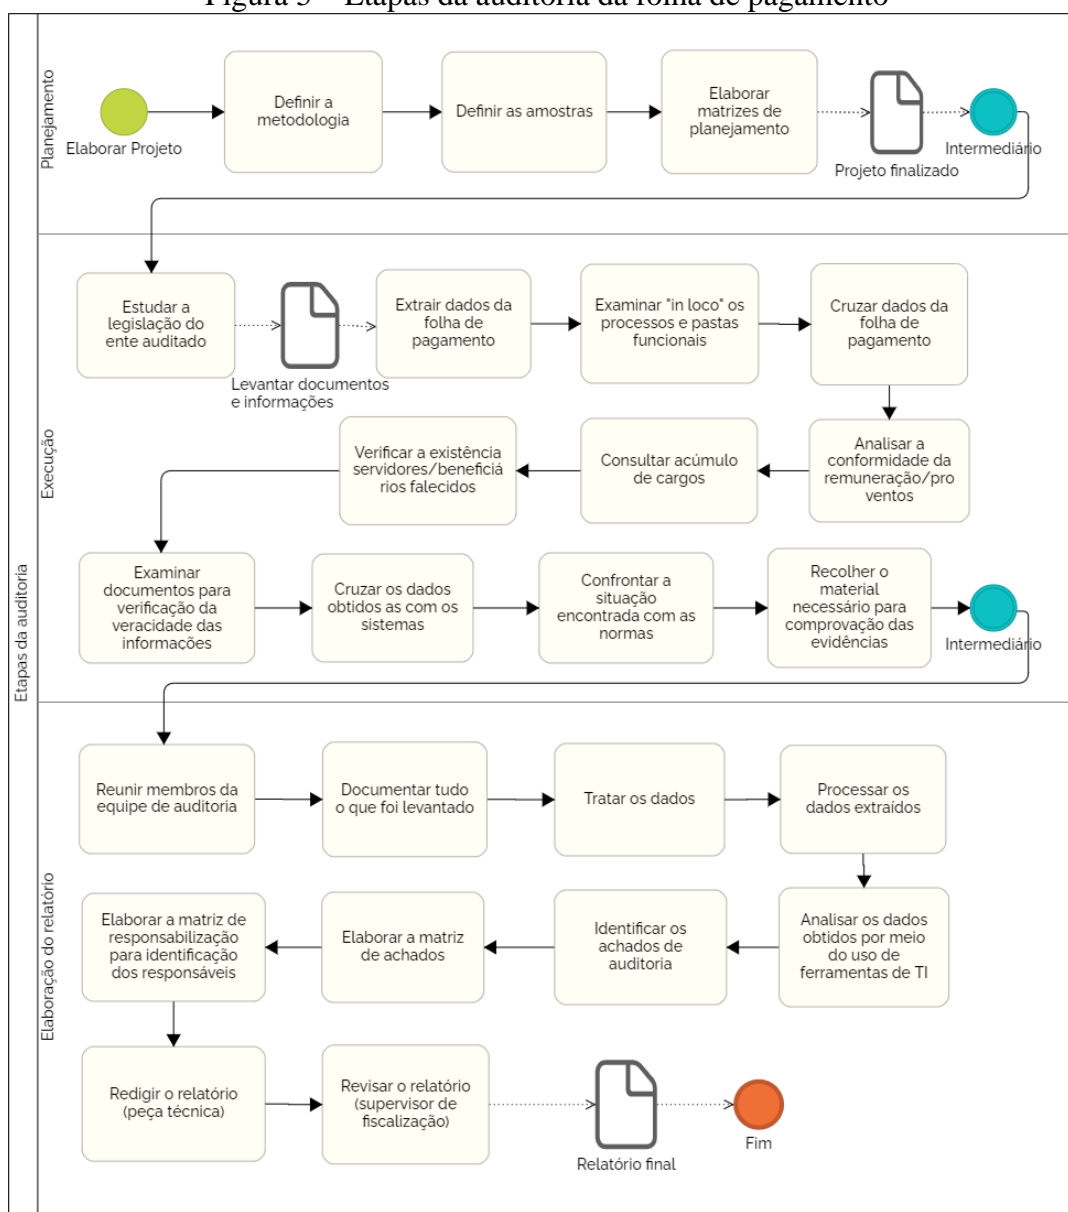 Figura 3 – Etapas da auditoria da folha de pagamento
Etapas da auditoria
Planejamento
Elaborar Projeto
Definir a
metodologia
Definir as amostras
Elaborar
matrizes de
planejamento
Projeto finalizado
Intermediário
Execução
Estudar a
legislação do
ente auditado
Levantar documentos
e informações
Extrair dados da
folha de
pagamento
Examinar "in loco" os
processos e pastas
funcionais
Cruzar dados da
folha de
pagamento
Analisar a
conformidade da
remuneração/pro
ventos
Consultar acúmulo
de cargos
Verificar a existência
servidores/beneficiá
rios falecidos
Examinar
documentos para
verificação da
veracidade das
informações
Cruzar os dados
obtidos as com os
sistemas
Confrontar a
situação
encontrada com as
normas
Recolher o
material
necessário para
comprovação das
evidências
Intermediário
Elaboração do relatório
Reunir membros da
equipe de auditoria
Documentar tudo
o que foi levantado
Tratar os dados
Processar os
dados extraídos
Analisar os dados
obtidos por meio
do uso de
ferramentas de TI
Identificar os
achados de
auditoria
Elaborar a matriz
de achados
Elaborar a matriz de
responsabilização
para identificação
dos responsáveis
Redigir o relatório
(peça técnica)
Revisar o relatório
(supervisor de
fiscalização)
Relatório final
Fim